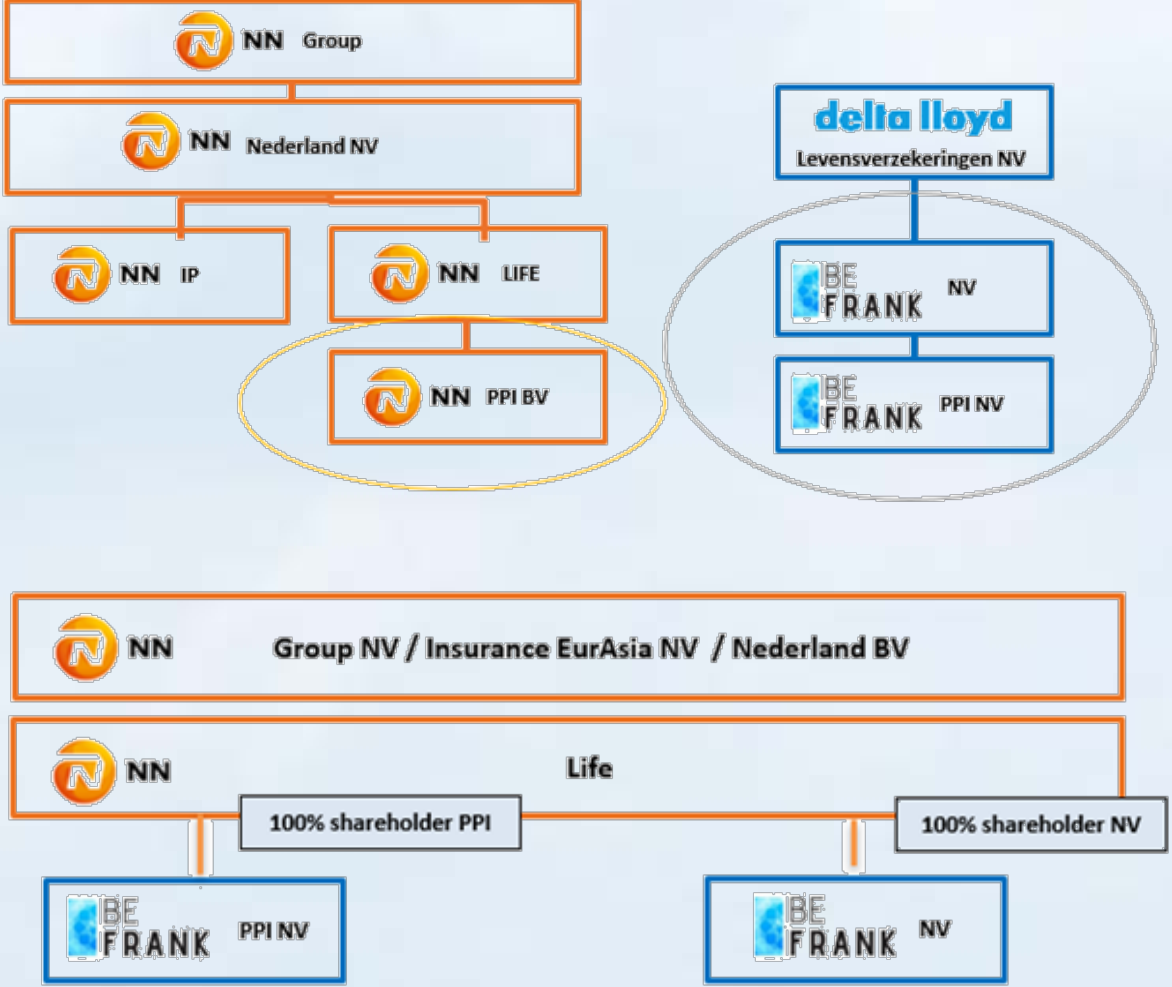 NN Group
NN Nederland NV
delta lloyd
Levensverzekeringen NV
NN IP
NN LIFE
BE
FRANK NV
NN PPI BV
BE
FRANK PPI NV
NN Group NV / Insurance EurAsia NV / Nederland BV
NN Life
100% shareholder PPI
100% shareholder NV
BE
FRANK PPI NV
BE
FRANK NV